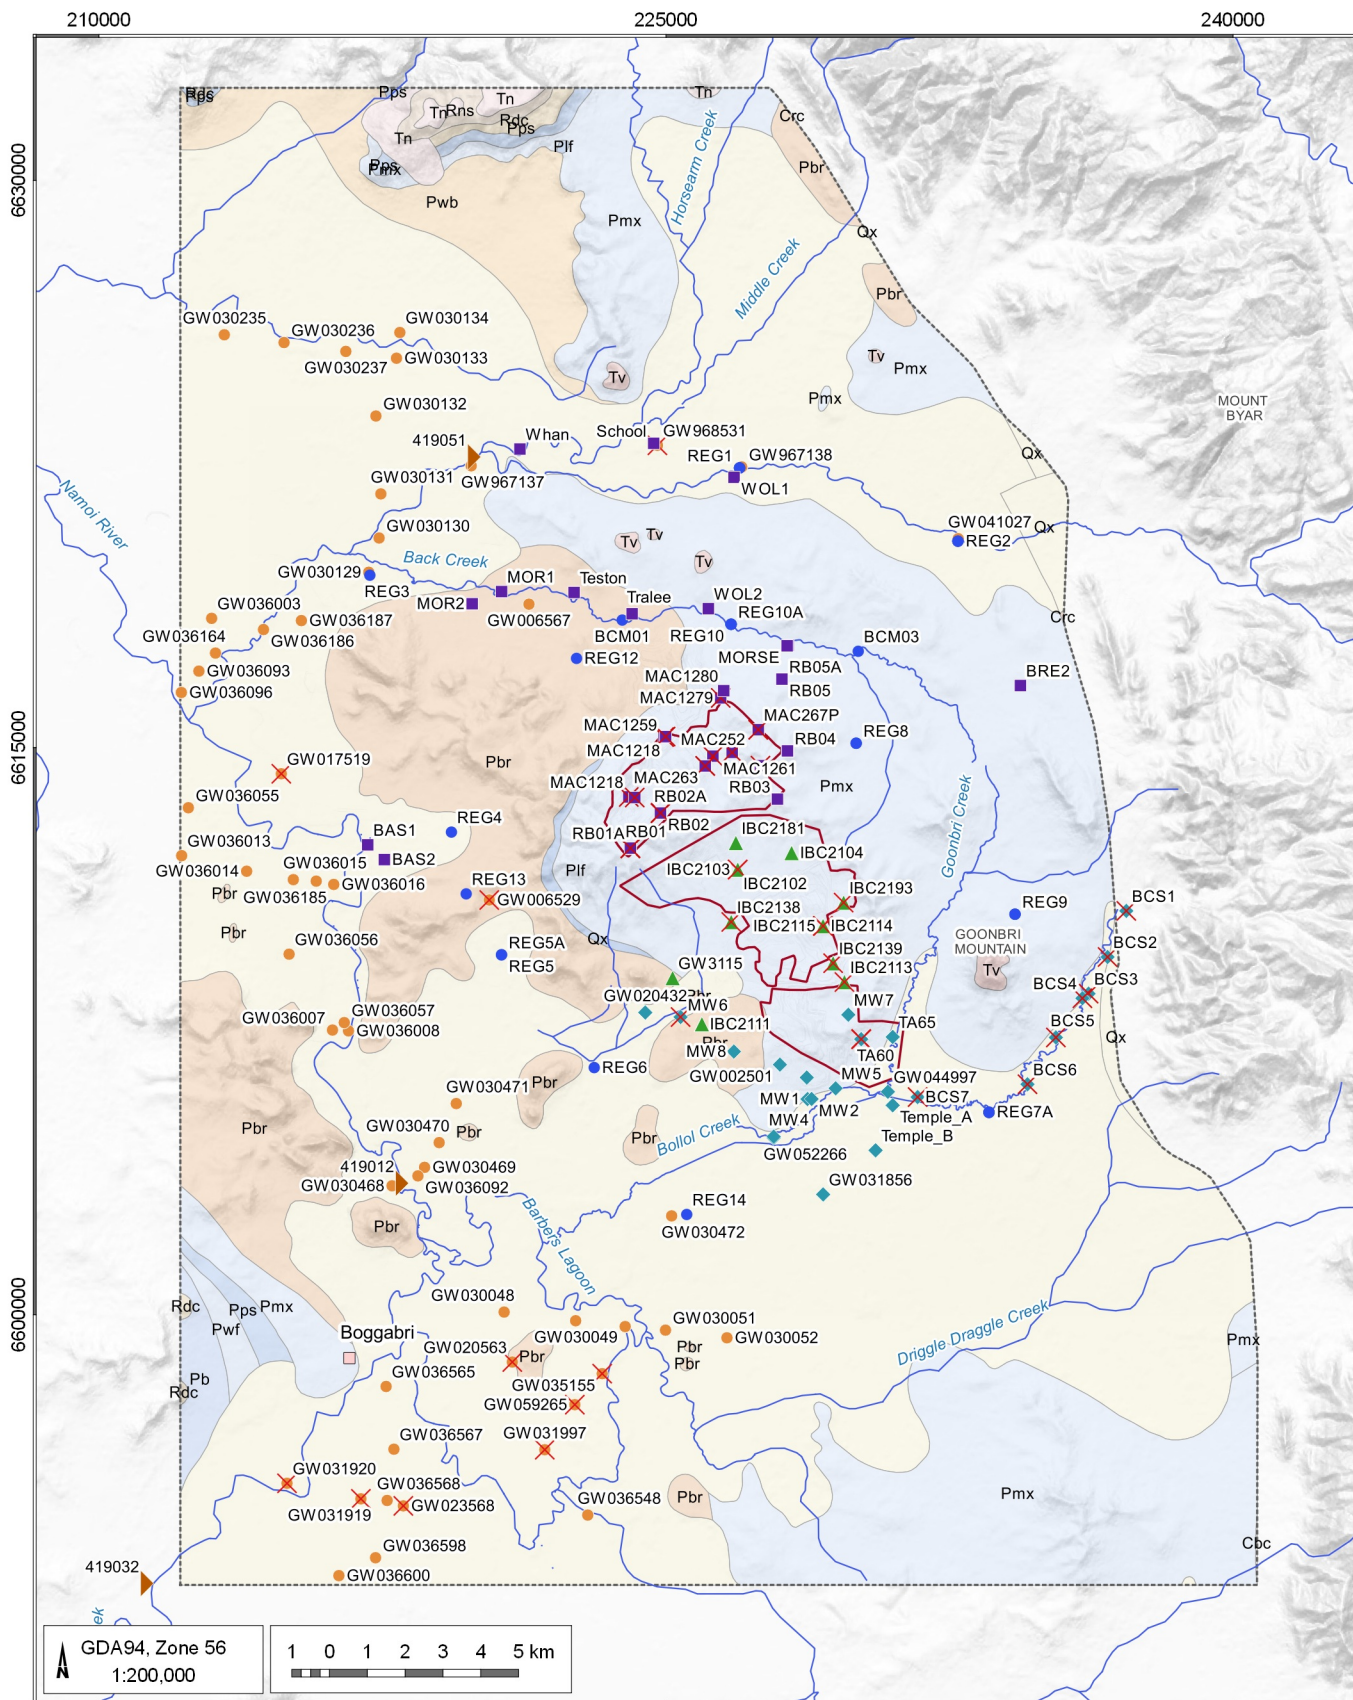 210000
225000
240000
6630000
6615000
6600000
Rdc
Pps
Pps
Tn
Tn
Rns
Tn
Rdc
Pps
Tn
Pps
Pmx
Plf
Pwb
Pmx
Tn
Crc
Pbr
Qx
Horsearm Creek
Middle Creek
Pbr
Tv
Pmx
Pmx
Tv
MOUNT
BYAR
GW030235
GW030236
GW030134
GW030237
GW030133
GW030132
419051
Whan
School
GW968531
REG1
GW967138
GW030131
GW967137
WOL1
Qx
Namoi River
GW030130
Back Creek
Tv
Tv
Tv
GW041027
Qx
REG2
GW030129
REG3
MOR1
Teston
MOR2
Tralee
WOL2
GW006567
BCM01
REG10A
REG10
Crc
GW036003
GW036187
GW036164
GW036186
GW036093
GW036096
REG12
MORSE
BCM03
RB05A
RB05
BRE2
MAC1280
MAC1279
MAC1259
MAC267P
MAC1218
MAC252
RB04
REG8
MAC1261
GW017519
Pbr
MAC1218
MAC263
RB03
Pmx
RB02A
RB02
GW036055
REG4
RB01A
RB01
IBC2181
Goonbri Creek
BAS1
BAS2
GW036013
GW036014
GW036015
GW036016
GW036185
Pbr
REG13
GW006529
Plf
IBC2104
IBC2103
IBC2102
IBC2193
IBC2138
IBC2115
IBC2114
REG9
BCS1
GOONBRI
MOUNTAIN
Tv
Pbr
GW036056
REG5A
REG5
Qx
IBC2139
IBC2113
BCS2
BCS3
BCS4
GW3115
GW020432
Pbr
MW6
MW7
GW036007
GW036057
GW036008
IBC2111
Pbr
TA65
BCS5
Qx
MW8
TA60
REG6
GW002501
MW5
GW044997
BCS6
Pbr
GW030471
MW1
MW2
BCS7
REG7A
Pbr
GW030470
Pbr
Pbr
Bollol Creek
MW4
Temple_A
Temple_B
GW052266
419012
GW030469
GW030468
GW036092
GW031856
Pbr
Barbers Lagoon
REG14
GW030472
Rdc
Pps
Pmx
Pwf
GW030048
GW030049
GW030051
GW030052
Driggle Draggle Creek
Pmx
Boggabri
GW020563
Pbr
Pbr
Pbr
Pb
Rdc
GW036565
GW035155
GW059265
GW036567
GW031997
GW031920
GW036568
GW031919
GW023568
GW036548
Pbr
Pmx
Cbc
GW036598
GW036600
419032
ek
GDA94, Zone 56
1:200,000
N
1 0 1 2 3 4 5 km